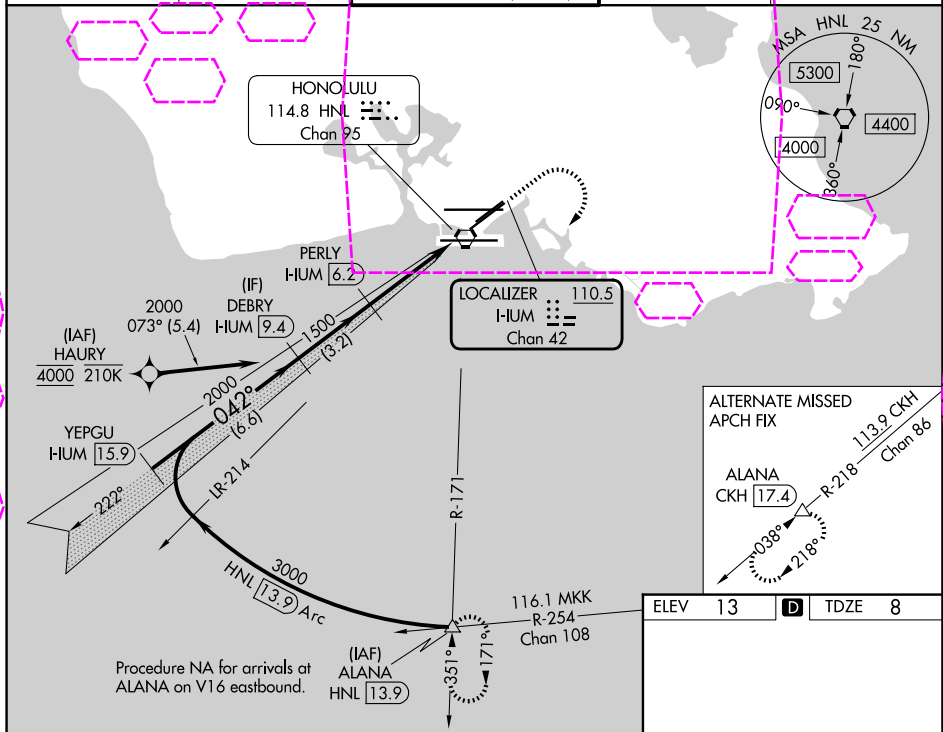 MSA HNL 25 NM
180°
5300
090°
4400
4000
360°
HONOLULU
114.8 HNL
Chan 95
PERLY
I-IUM 6.2
(IF)
DEBRY
I-IUM 9.4
2000
073° (5.4)
(IAF)
HAURY
4000 210K
1500
(3.2)
2000
042°
(6.6)
LOCALIZER 110.5
I-IUM
Chan 42
YEPGU
I-IUM 15.9
222°
LR-214
R-171
3000
HNL 13.9 Arc
ALTERNATE MISSED
APCH FIX
113.9 CKH
Chan 86
R-218
ALANA
CKH 17.4
038°
218°
116.1 MKK
R-254
Chan 108
(IAF)
ALANA
HNL 13.9
351°
171°
Procedure NA for arrivals at
ALANA on V16 eastbound.
ELEV 13 D TDZE 8